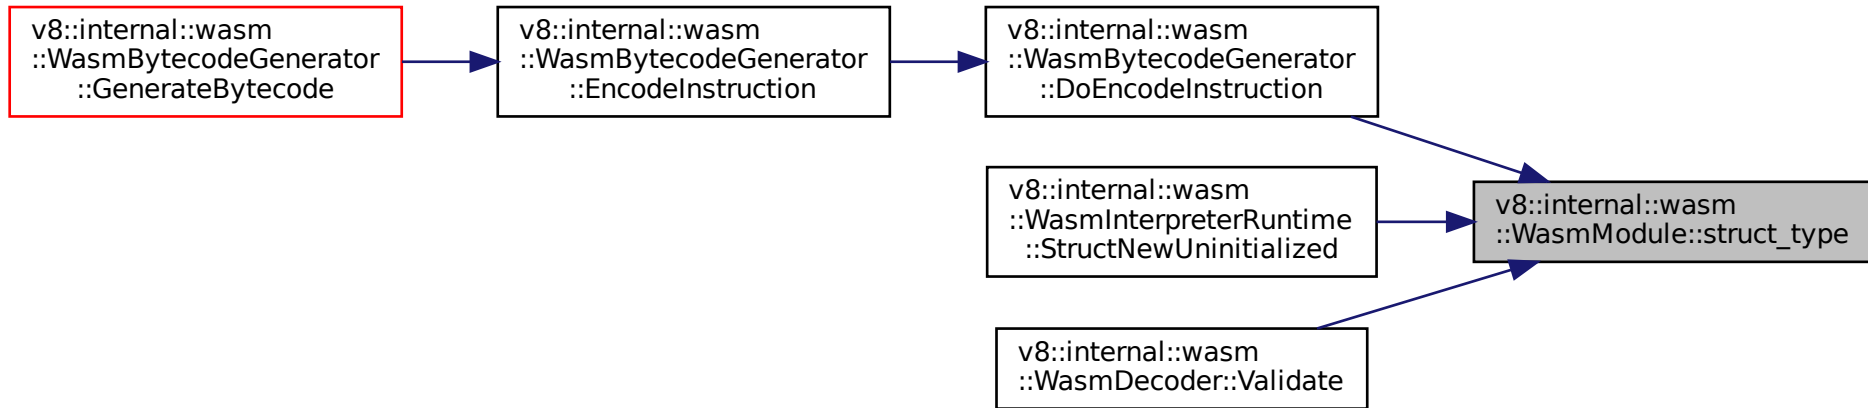 v8::internal::wasm
::WasmBytecodeGenerator
::GenerateBytecode
v8::internal::wasm
::WasmBytecodeGenerator
::EncodeInstruction
v8::internal::wasm
::WasmBytecodeGenerator
::DoEncodeInstruction
v8::internal::wasm
::WasmInterpreterRuntime
::StructNewUninitialized
v8::internal::wasm
::WasmDecoder::Validate
v8::internal::wasm
::WasmModule::struct_type